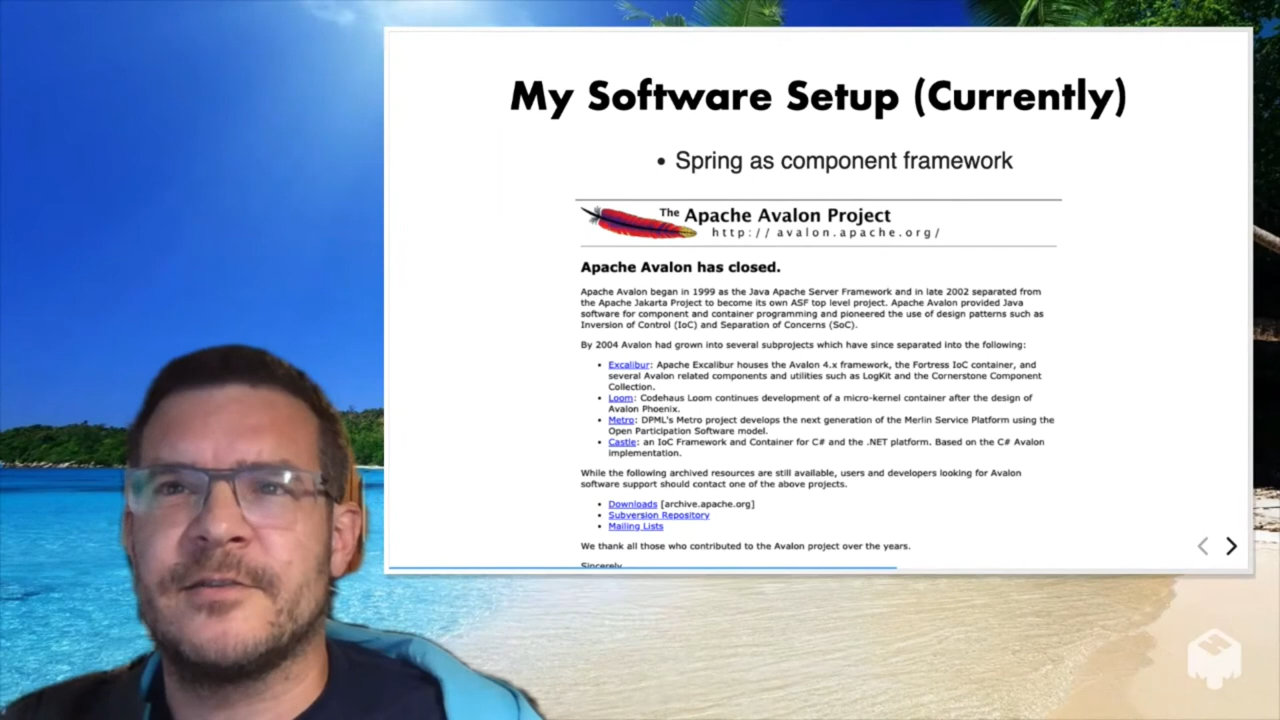 My Software Setup (Currently)
• Spring as component framework
The Apache Avalon Project
http://avalon.apache.org/
Apache Avalon has closed.
Apache Avalon began in 1999 as the Java Apache Server Framework and in late 2002 separated from
the Apache Jakarta Project to become its own ASF top level project. Apache Avalon provided Java
software for component and container programming and pioneered the use of design patterns such as
Inversion of Control (IoC) and Separation of Concerns (SoC).
By 2004 Avalon had grown into several subprojects which have since separated into the following:
• Excalibur: Apache Excalibur houses the Avalon 4.x framework, the Fortress IoC container, and
several Avalon related components and utilities such as LogKit and the Cornerstone Component
Collection.
• Loom: Codehaus Loom continues development of a micro-kernel container after the design of
Avalon Phoenix.
• Metro: DPML's Metro project develops the next generation of the Merlin Service Platform using the
Open Participation Software model.
• Castle: an IoC Framework and Container for C# and the .NET platform. Based on the C# Avalon
implementation.
While the following archived resources are still available, users and developers looking for Avalon
software support should contact one of the above projects.
• Downloads [archive.apache.org]
• Subversion Repository
• Mailing Lists
We thank all those who contributed to the Avalon project over the years.
Sincerely